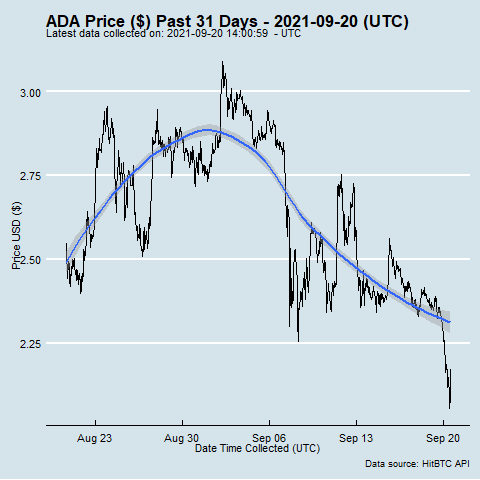 ADA Price ($) Past 31 Days - 2021-09-20 (UTC)
Latest data collected on: 2021-09-20 14:00:59 - UTC
3.00
2.75
2.50
2.25
Price USD ($)
Aug 23 Aug 30 Sep 06 Sep 13 Sep 20
Date Time Collected (UTC)
Data source: HitBTC API